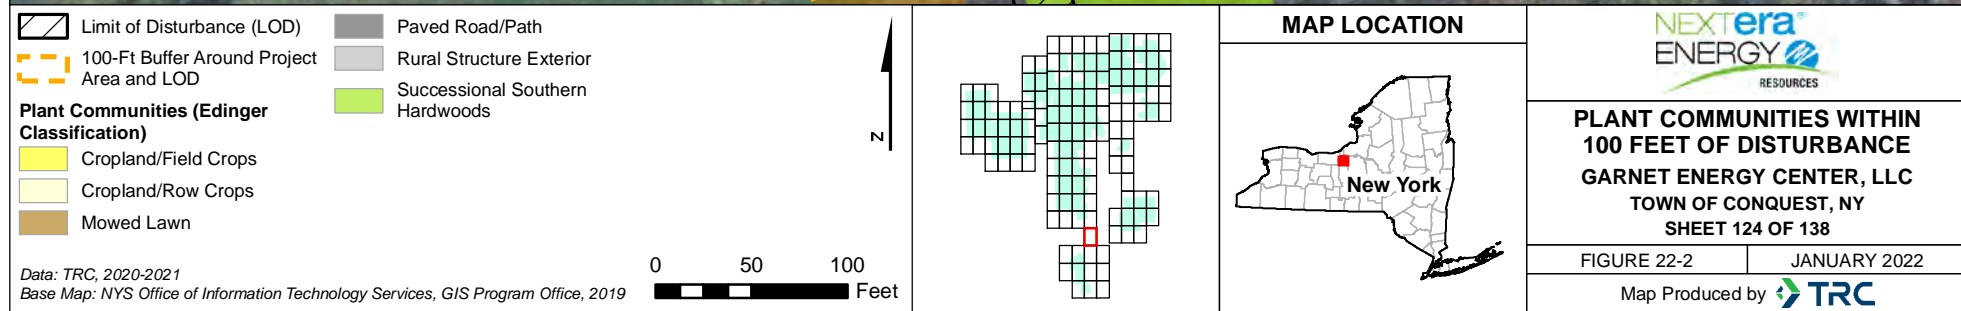 Limit of Disturbance (LOD)
100-Ft Buffer Around Project
Area and LOD
Plant Communities (Edinger
Classification)
Cropland/Field Crops
Cropland/Row Crops
Mowed Lawn
Paved Road/Path
Rural Structure Exterior
Successional Southern
Hardwoods
Data: TRC, 2020-2021
Base Map: NYS Office of Information Technology Services, GIS Program Office, 2019
0 50 100
Feet
N
MAP LOCATION
New York
NEXTera
ENERGY
RESOURCES
PLANT COMMUNITIES WITHIN
100 FEET OF DISTURBANCE
GARNET ENERGY CENTER, LLC
TOWN OF CONQUEST, NY
SHEET 124 OF 138
FIGURE 22-2 JANUARY 2022
Map Produced by TRC